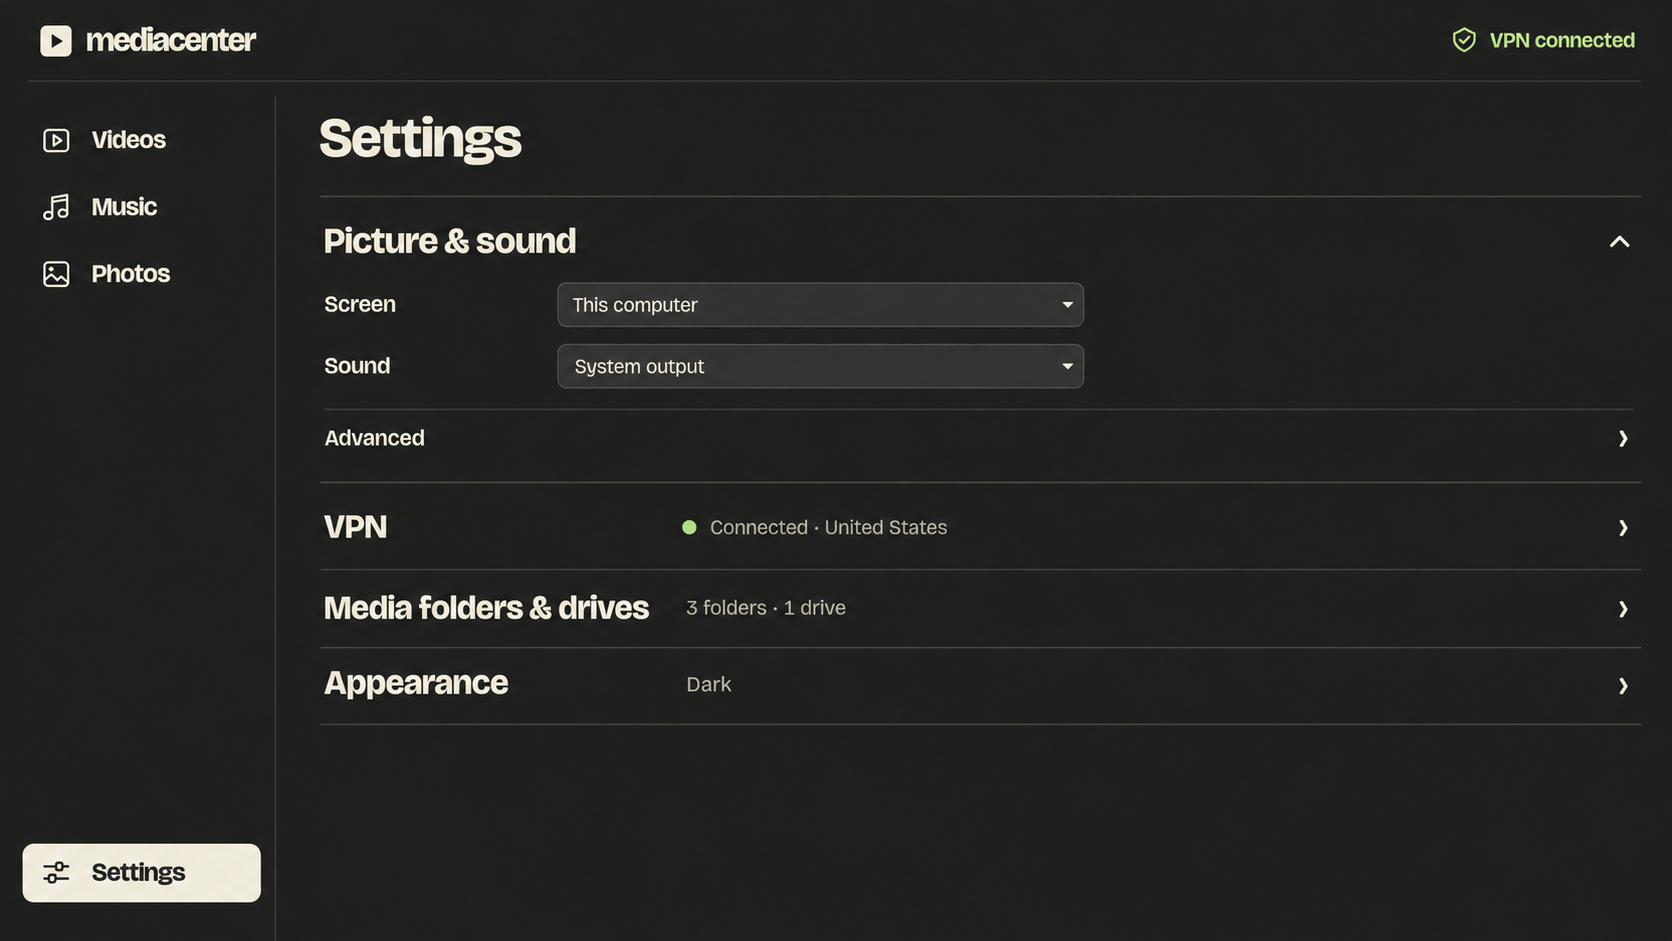 mediacenter
VPN connected
Videos
Music
Photos
Settings
Settings
Picture & sound
Screen
This computer
Sound
System output
Advanced
VPN
Connected · United States
Media folders & drives
3 folders · 1 drive
Appearance
Dark